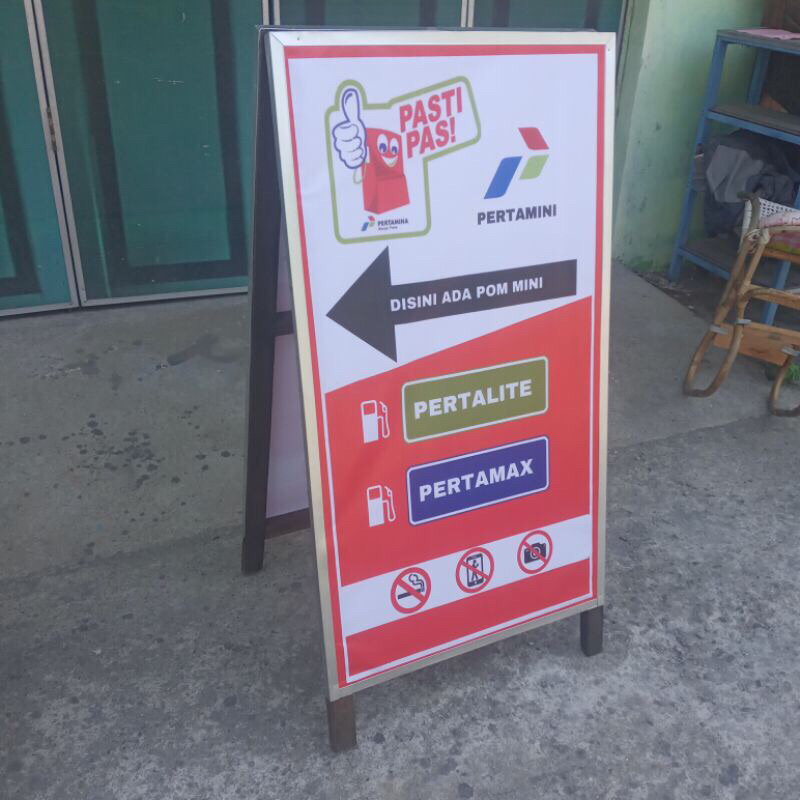 PASTI
PAS!
PERTAMINA
PERTAMINI
DISINI ADA POM MINI
PERTALITE
PERTAMAX